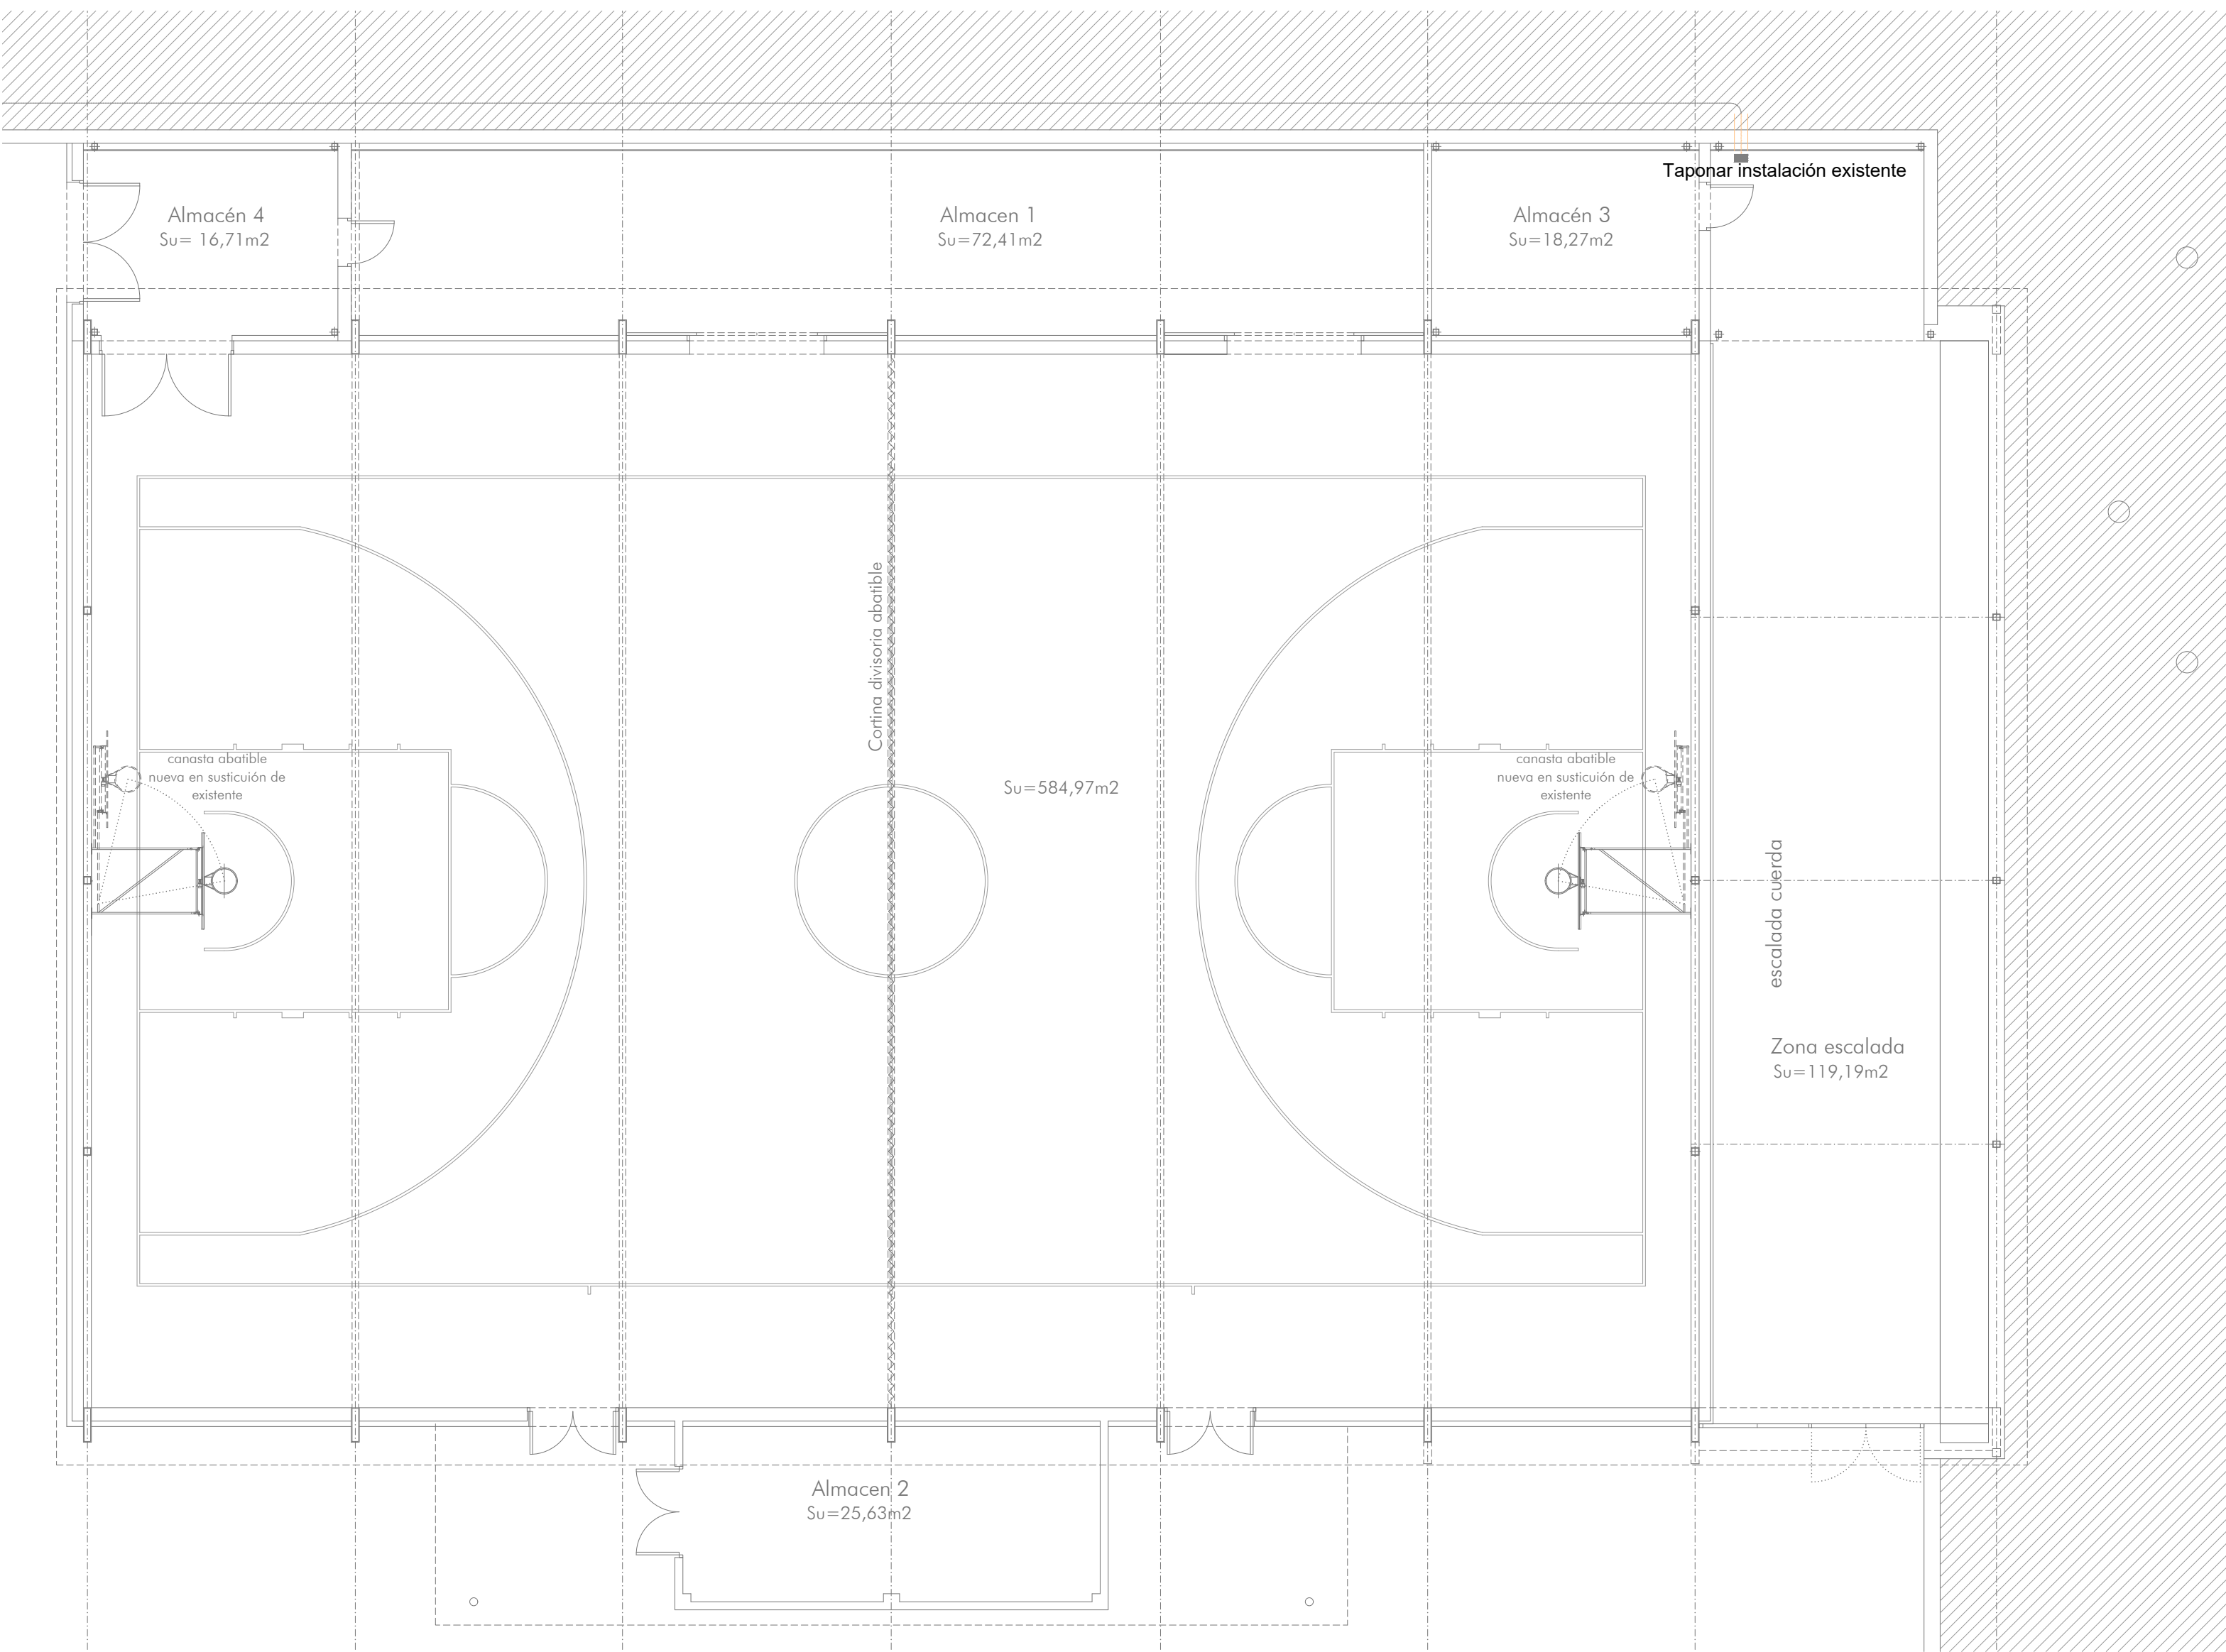 Taponar instalación existente
Almacén 4
Su= 16,71m2
Almacen 1
Su=72,41m2
Almacén 3
Su=18,27m2
Cortina divisoria abatible
canasta abatible
nueva en susticuión de
existente
Su=584,97m2
canasta abatible
nueva en susticuión de
existente
escalada cuerda
Zona escalada
Su=119,19m2
Almacen 2
Su=25,63m2